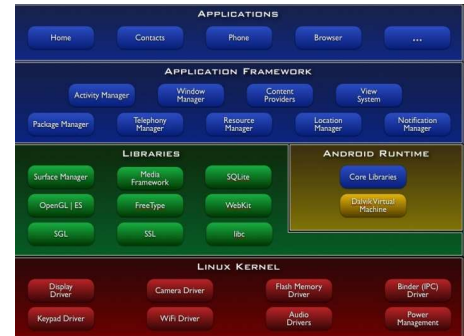 APPLICATIONS
Home
Contacts
Phone
Browser
...
APPLICATION FRAMEWORK
Activity Manager
Window
Manager
Content
Providers
View
System
Package Manager
Telephony
Manager
Resource
Manager
Location
Manager
Notification
Manager
LIBRARIES
Surface Manager
Media
Framework
SQLite
OpenGL | ES
FreeType
WebKit
SGL
SSL
libc
ANDROID RUNTIME
Core Libraries
Dalvik Virtual
Machine
LINUX KERNEL
Display
Driver
Camera Driver
Flash Memory
Driver
Binder (IPC)
Driver
Keypad Driver
WiFi Driver
Audio
Drivers
Power
Management